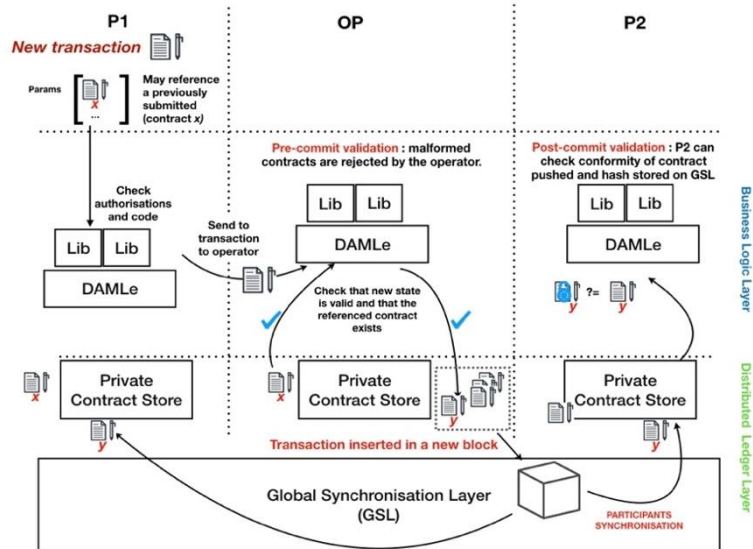 P1
OP
P2
New transaction
Params
x
...
May reference
a previously
submitted
(contract x)
Check
authorisations
and code
Lib
Lib
DAMLe
Send to
transaction
to operator
Pre-commit validation : malformed
contracts are rejected by the operator.
Lib
Lib
DAMLe
Check that new state
is valid and that the
referenced contract
exists
Post-commit validation : P2 can
check conformity of contract
pushed and hash stored on GSL
Lib
Lib
DAMLe
y
?=
y
Business Logic Layer
x
Private
Contract Store
y
x
Private
Contract Store
y
Private
Contract Store
y
Distributed Ledger Layer
Transaction inserted in a new block
Global Synchronisation Layer
(GSL)
PARTICIPANTS
SYNCHRONISATION